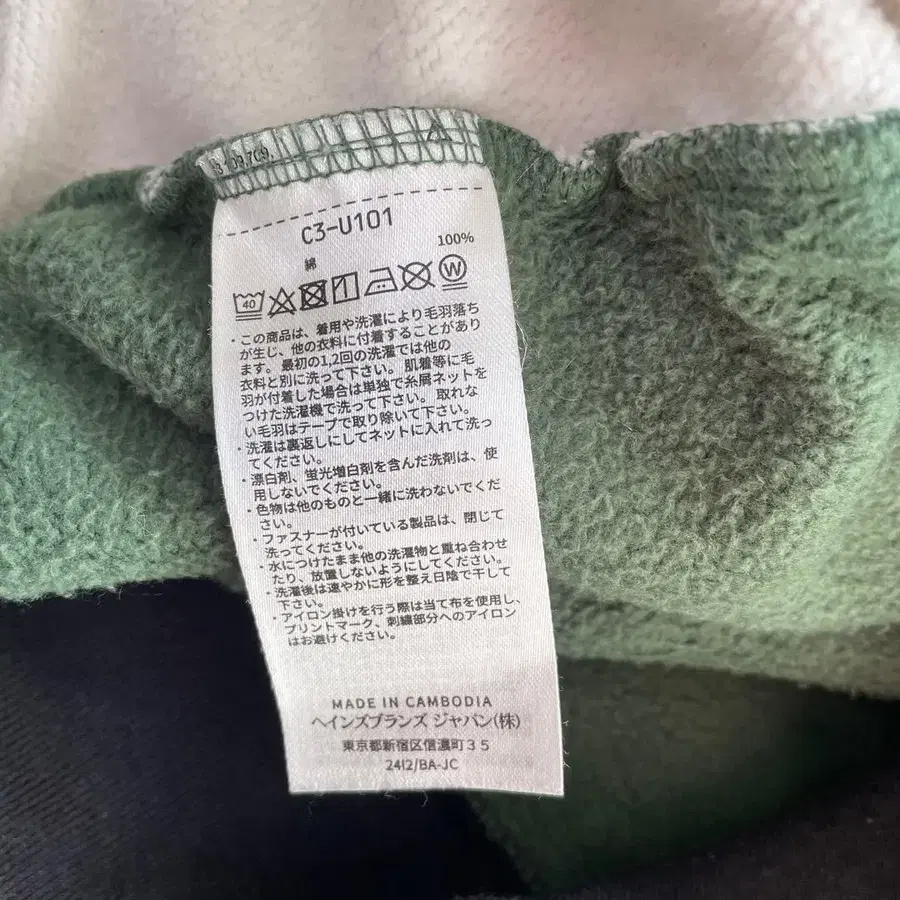 C3-U101
綿 100%
40 W
・この商品は、着用や洗濯により毛羽落ち
が生じ、他の衣料に付着することがあり
ます。最初の1.2回の洗濯では他の
衣料と別に洗って下さい。肌着等に毛
羽が付着した場合は単独で糸屑ネットを
つけた洗濯機で洗って下さい。取れな
い毛羽はテープで取り除いて下さい。
・洗濯は裏返しにしてネットに入れて洗っ
てください。
・漂白剤、蛍光増白剤を含んだ洗剤は、使
用しないでください。
・色物は他のものと一緒に洗わないでくだ
さい。
・ファスナーが付いている製品は、閉じて
洗ってください。
・水につけたまま他の洗濯物と重ね合わせ
たり、放置しないようにしてください。
・洗濯後は速やかに形を整え日陰で干して
下さい。
・アイロン掛けを行う際は当て布を使用し、
プリントマーク、刺繍部分へのアイロン
はお避けください。
MADE IN CAMBODIA
ヘインズブランズ ジャパン(株)
東京都新宿区信濃町35
2412/BA-JC